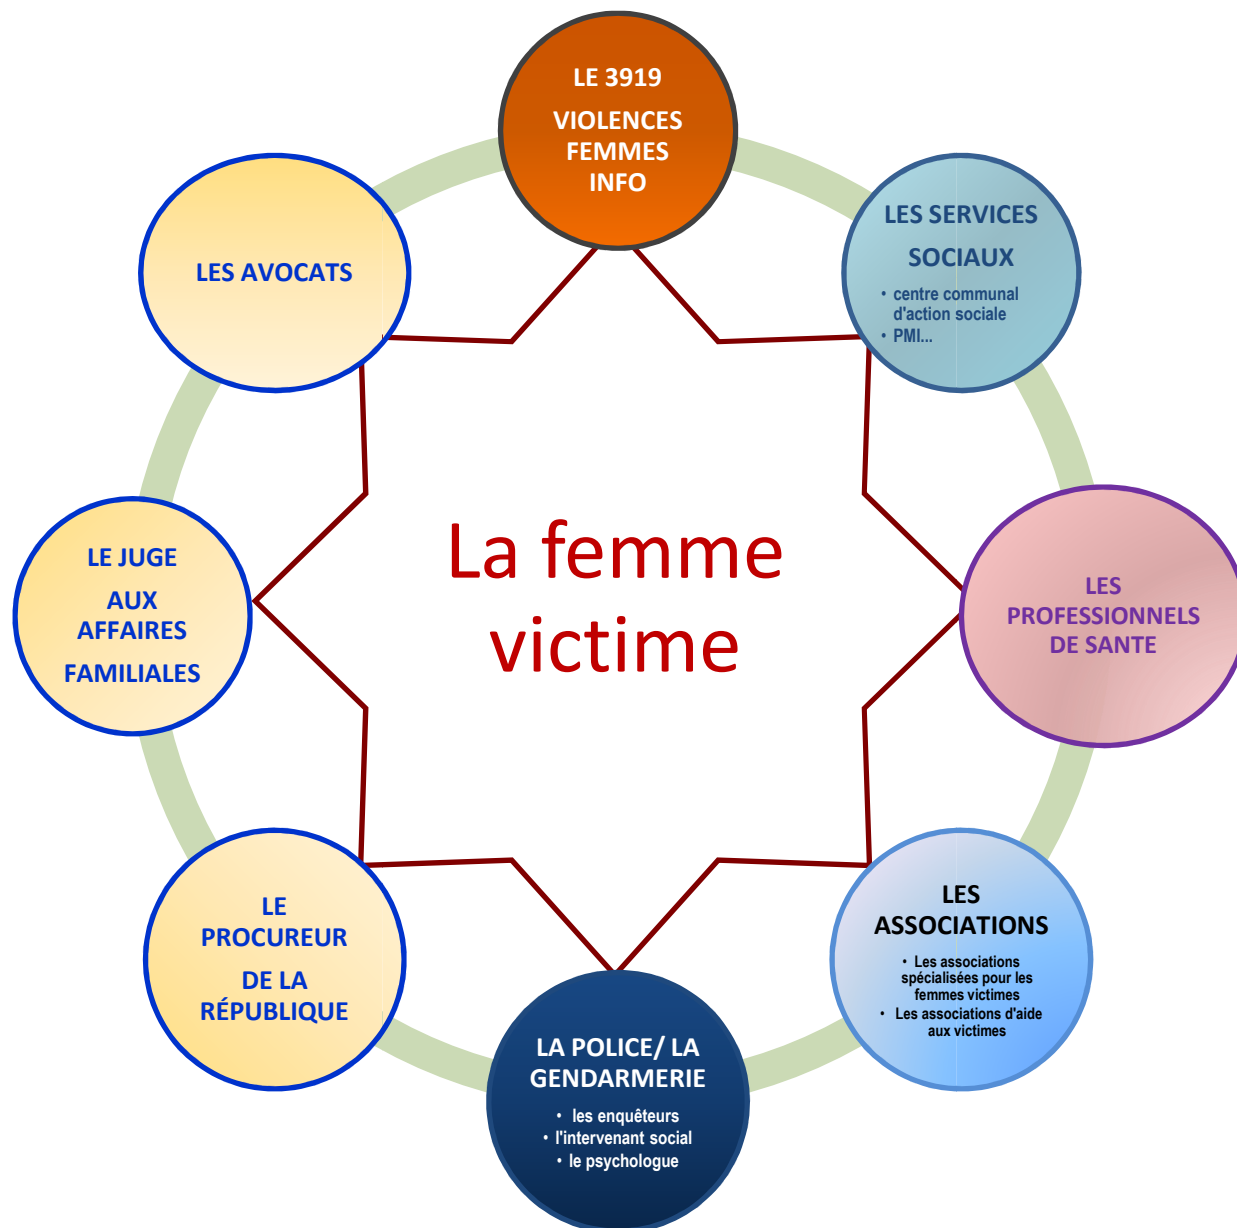 LE 3919
VIOLENCES
FEMMES
INFO
LES SERVICES
SOCIAUX
• centre communal
d'action sociale
• PMI...
LES
PROFESSIONNELS
DE SANTE
LES
ASSOCIATIONS
• Les associations
spécialisées pour les
femmes victimes
• Les associations d'aide
aux victimes
LA POLICE/ LA
GENDARMERIE
• les enquêteurs
• l'intervenant social
• le psychologue
LE
PROCUREUR
DE LA
RÉPUBLIQUE
LE JUGE
AUX
AFFAIRES
FAMILIALES
LES AVOCATS
La femme
victime